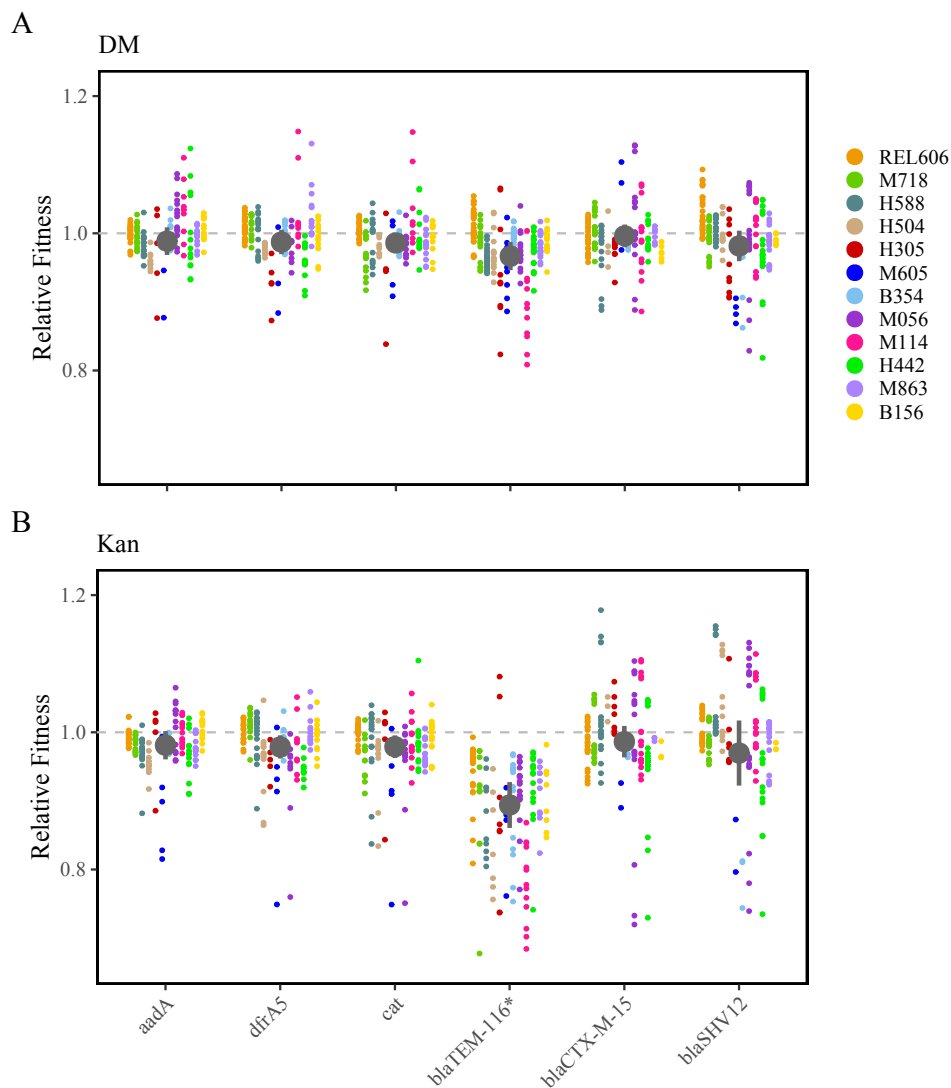 A
DM
1.2
1.0
0.8
Relative Fitness
REL606
M718
H588
H504
H305
M605
B354
M056
M114
H442
M863
B156
B
Kan
1.2
1.0
0.8
Relative Fitness
aadA
dfrA5
cat
blaTEM-116*
blaCTX-M-15
blaSHV12